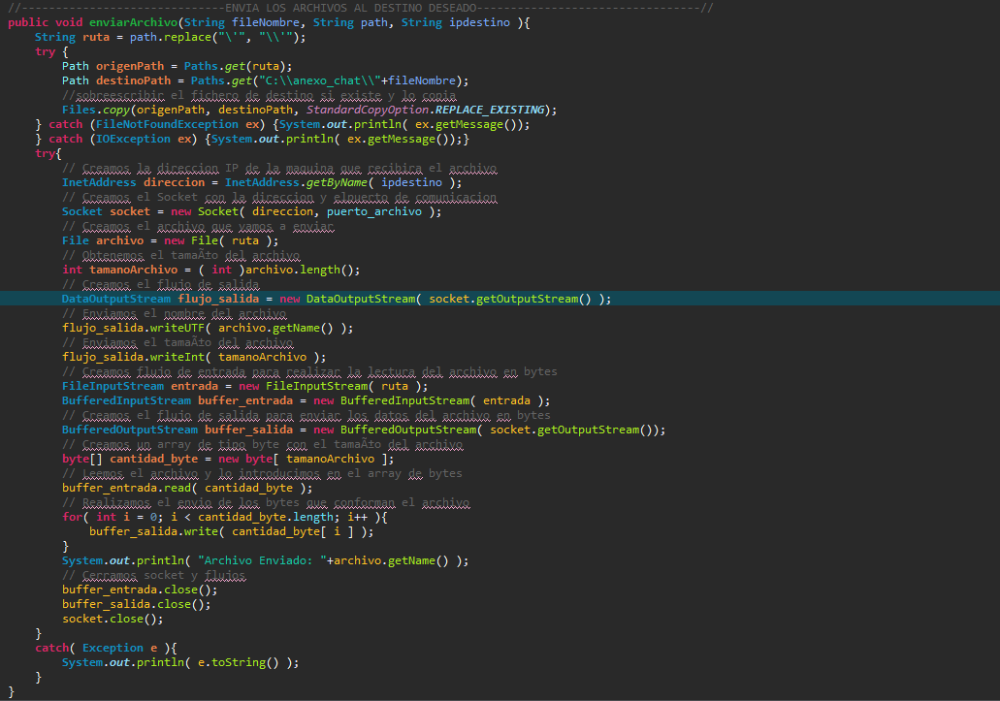 //------------------------------ENVIA LOS ARCHIVOS AL DESTINO DESEADO---------------------------------//
public void enviarArchivo(String fileNombre, String path, String ipdestino ){
    String ruta = path.replace("\'", "\\'");
    try {
        Path origenPath = Paths.get(ruta);
        Path destinoPath = Paths.get("C:\\anexo_chat\\"+fileNombre);
        //sobreescribir el fichero de destino si existe y lo copia
        Files.copy(origenPath, destinoPath, StandardCopyOption.REPLACE_EXISTING);
    } catch (FileNotFoundException ex) {System.out.println( ex.getMessage());
    } catch (IOException ex) {System.out.println( ex.getMessage());}
    try{
        // Creamos la direccion IP de la maquina que recibira el archivo
        InetAddress direccion = InetAddress.getByName( ipdestino );
        // Creamos el Socket con la direccion y elpuerto de comunicacion
        Socket socket = new Socket( direccion, puerto_archivo );
        // Creamos el archivo que vamos a enviar
        File archivo = new File( ruta );
        // Obtenemos el tamaÃ±o del archivo
        int tamanoArchivo = ( int )archivo.length();
        // Creamos el flujo de salida
        DataOutputStream flujo_salida = new DataOutputStream( socket.getOutputStream() );
        // Enviamos el nombre del archivo
        flujo_salida.writeUTF( archivo.getName() );
        // Enviamos el tamaÃ±o del archivo
        flujo_salida.writeInt( tamanoArchivo );
        // Creamos flujo de entrada para realizar la lectura del archivo en bytes
        FileInputStream entrada = new FileInputStream( ruta );
        BufferedInputStream buffer_entrada = new BufferedInputStream( entrada );
        // Creamos el flujo de salida para enviar los datos del archivo en bytes
        BufferedOutputStream buffer_salida = new BufferedOutputStream( socket.getOutputStream());
        // Creamos un array de tipo byte con el tamaÃ±o del archivo
        byte[] cantidad_byte = new byte[ tamanoArchivo ];
        // Leemos el archivo y lo introducimos en el array de bytes
        buffer_entrada.read( cantidad_byte );
        // Realizamos el envio de los bytes que conforman el archivo
        for( int i = 0; i < cantidad_byte.length; i++ ){
            buffer_salida.write( cantidad_byte[ i ] );
        }
        System.out.println( "Archivo Enviado: "+archivo.getName() );
        // Cerramos socket y flujos
        buffer_entrada.close();
        buffer_salida.close();
        socket.close();
    }
    catch( Exception e ){
        System.out.println( e.toString() );
    }
}